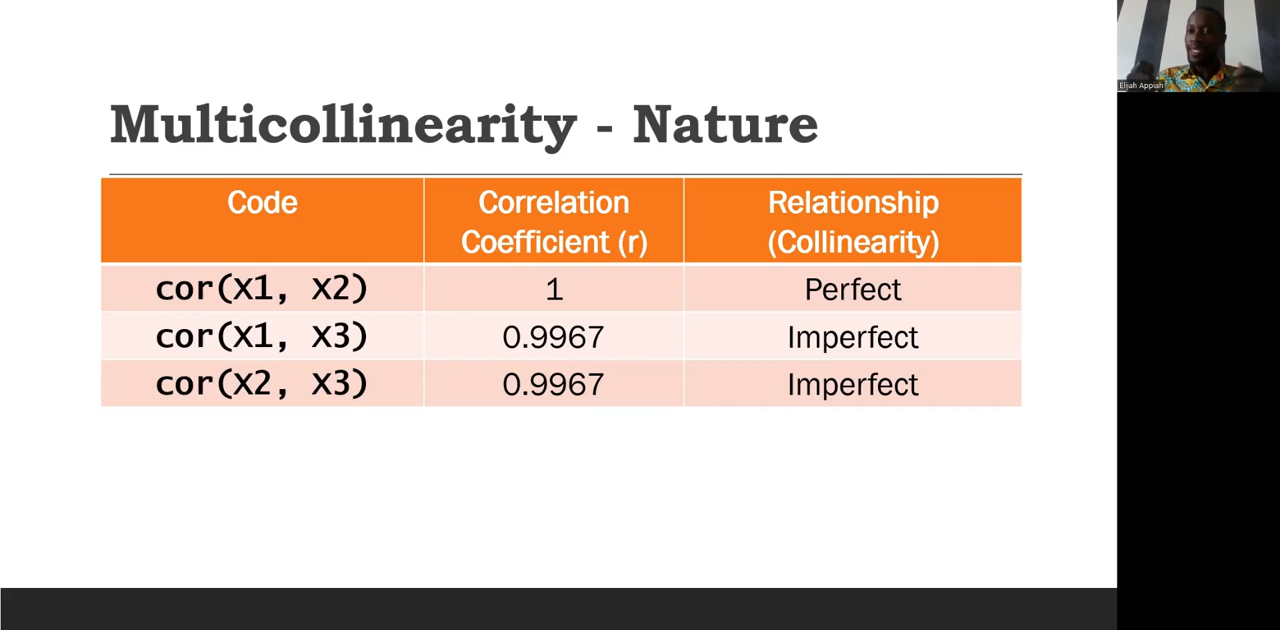 Multicollinearity - Nature
Code
Correlation
Coefficient (r)
Relationship
(Collinearity)
cor(X1, X2)
1
Perfect
cor(X1, X3)
0.9967
Imperfect
cor(X2, X3)
0.9967
Imperfect
Elijah Appiah